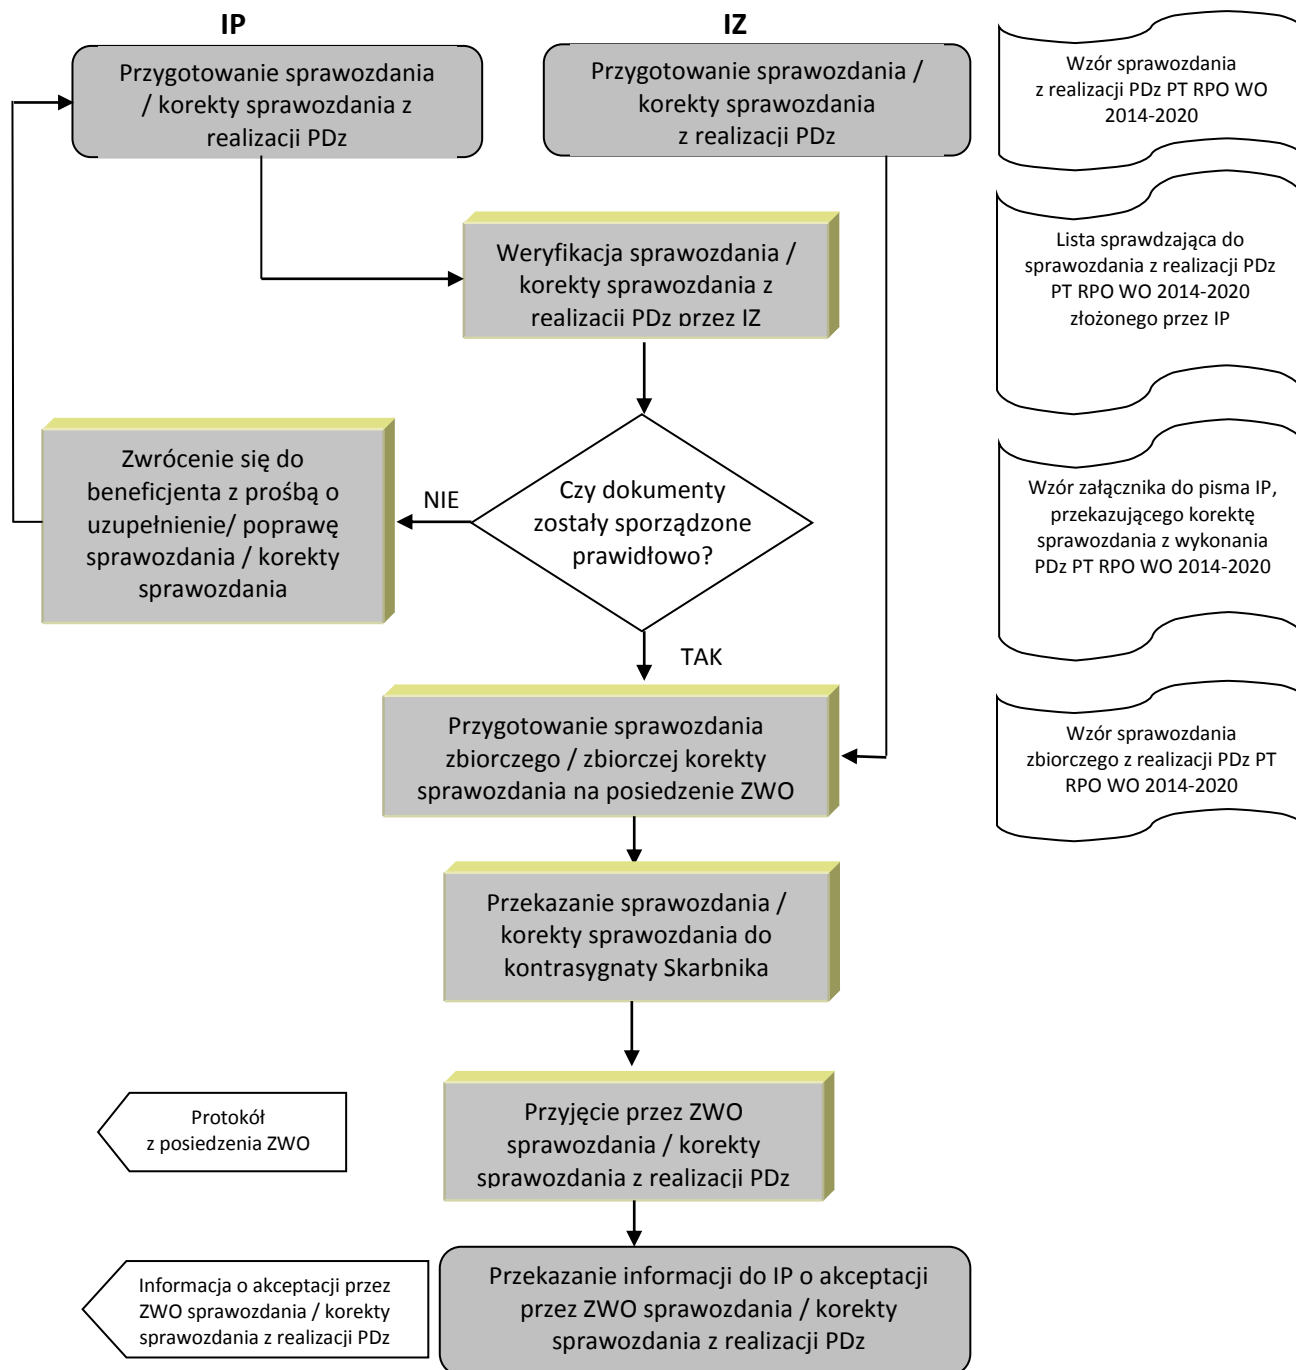 IP
IZ
Przygotowanie sprawozdania
/ korekty sprawozdania z
realizacji PDz
Przygotowanie sprawozdania /
korekty sprawozdania
z realizacji PDz
Wzór sprawozdania
z realizacji PDz PT RPO WO
2014-2020
Weryfikacja sprawozdania /
korekty sprawozdania z
realizacji PDz przez IZ
Lista sprawdzająca do
sprawozdania z realizacji PDz
PT RPO WO 2014-2020
złożonego przez IP
Zwrócenie się do
beneficjenta z prośbą o
uzupełnienie/ poprawę
sprawozdania / korekty
sprawozdania
NIE
Czy dokumenty
zostały sporządzone
prawidłowo?
Wzór załącznika do pisma IP,
przekazującego korektę
sprawozdania z wykonania
PDz PT RPO WO 2014-2020
TAK
Przygotowanie sprawozdania
zbiorczego / zbiorczej korekty
sprawozdania na posiedzenie ZWO
Wzór sprawozdania
zbiorczego z realizacji PDz PT
RPO WO 2014-2020
Przekazanie sprawozdania /
korekty sprawozdania do
kontrasygnaty Skarbnika
Protokół
z posiedzenia ZWO
Przyjęcie przez ZWO
sprawozdania / korekty
sprawozdania z realizacji PDz
Informacja o akceptacji przez
ZWO sprawozdania / korekty
sprawozdania z realizacji PDz
Przekazanie informacji do IP o akceptacji
przez ZWO sprawozdania / korekty
sprawozdania z realizacji PDz